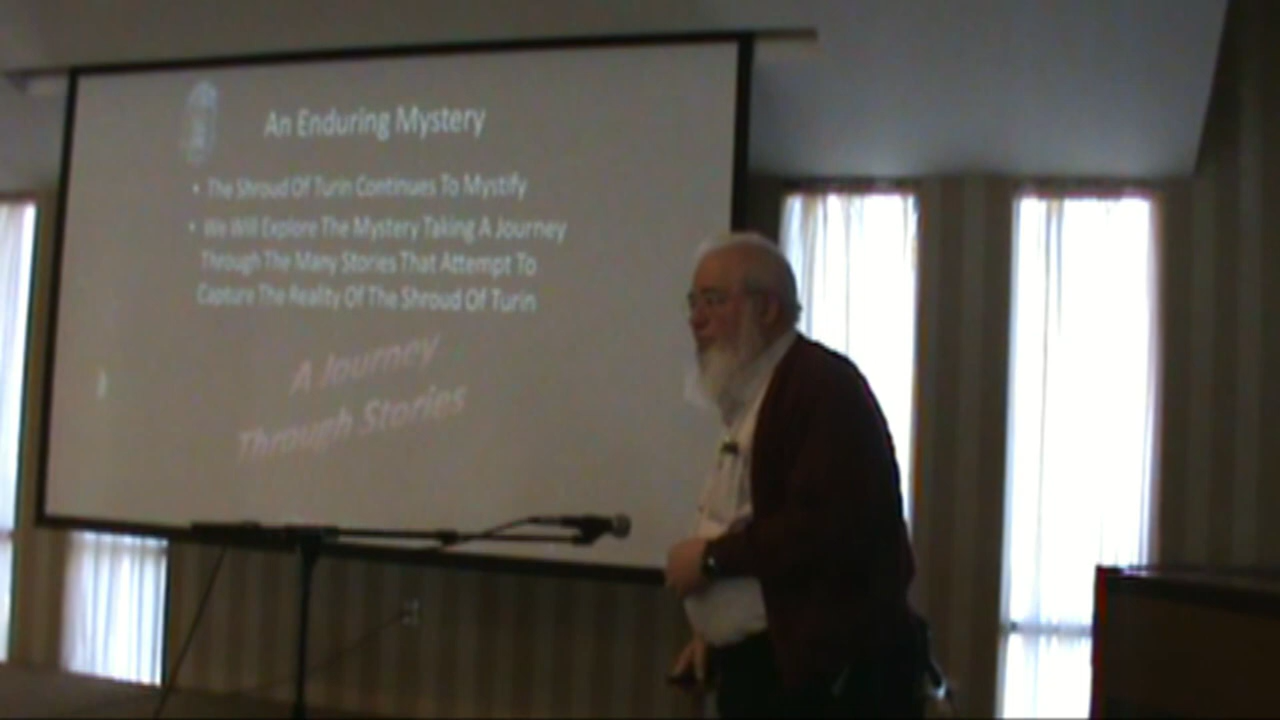 An Enduring Mystery
• The Shroud Of Turin Continues To Mystify
• We Will Explore The Mystery Taking A Journey
Through The Many Stories That Attempt To
Capture The Reality Of The Shroud Of Turin
A Journey
Through Stories